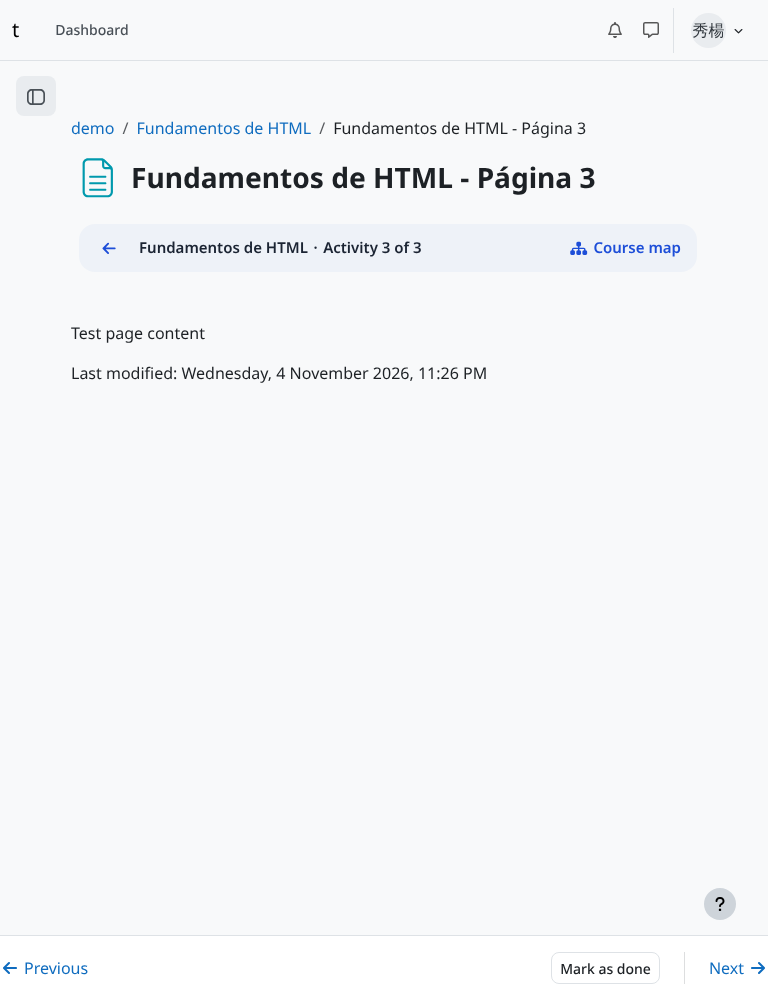 t Dashboard 秀楊
demo / Fundamentos de HTML / Fundamentos de HTML - Página 3
Fundamentos de HTML - Página 3
Fundamentos de HTML · Activity 3 of 3 Course map
Test page content
Last modified: Wednesday, 4 November 2026, 11:26 PM
?
Previous Mark as done Next